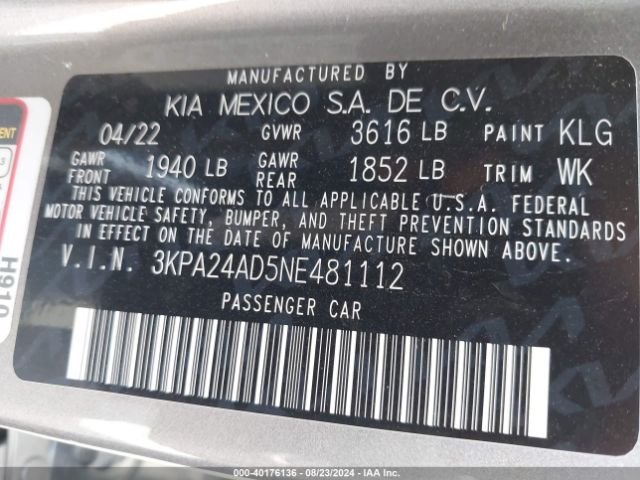 MANUFACTURED BY
KIA MEXICO S.A. DE C.V.
04/22 GVWR 3616 LB PAINT KLG
GAWR FRONT 1940 LB GAWR REAR 1852 LB TRIM WK
THIS VEHICLE CONFORMS TO ALL APPLICABLE U.S.A. FEDERAL
MOTOR VEHICLE SAFETY, BUMPER, AND THEFT PREVENTION STANDARDS
IN EFFECT ON THE DATE OF MANUFACTURE SHOWN ABOVE.
V.I.N. 3KPA24AD5NE481112
PASSENGER CAR
H910
000-40176136 - 08/23/2024 - IAA Inc.